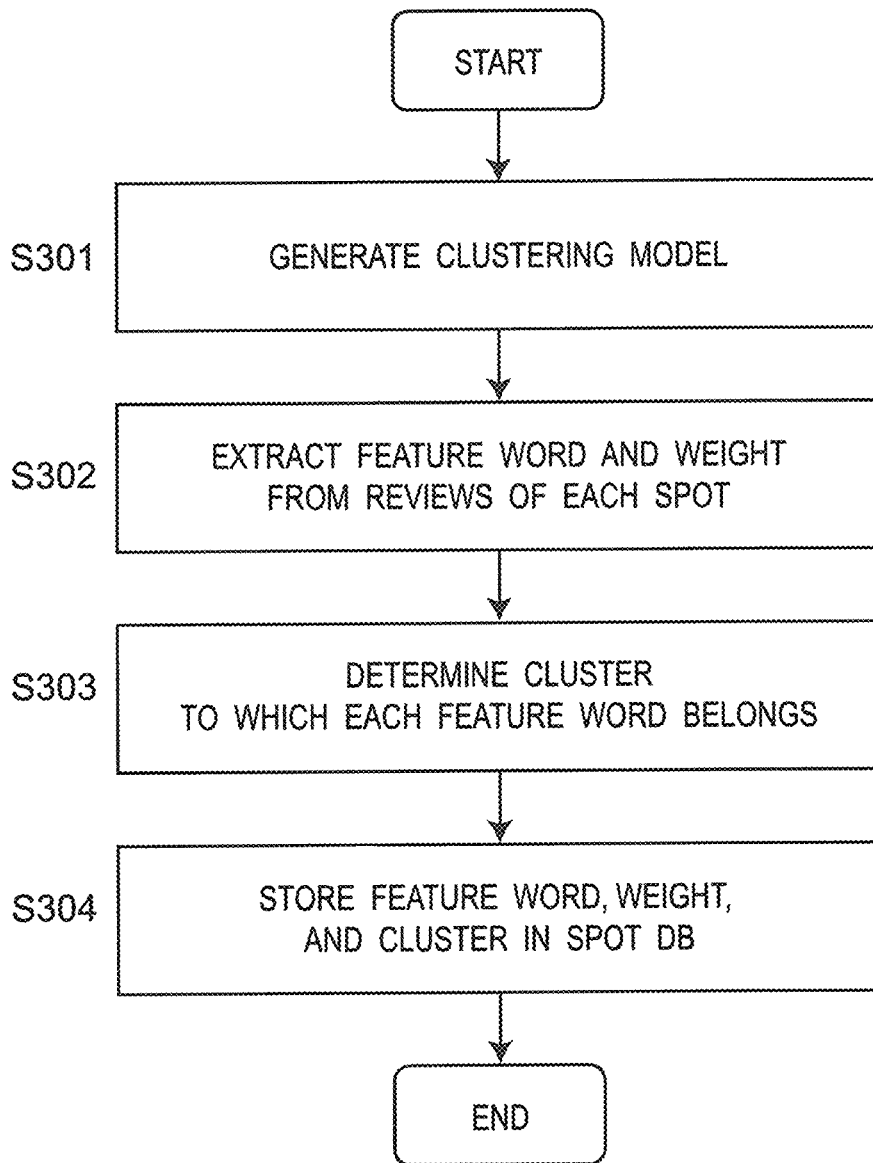 START
S301
GENERATE CLUSTERING MODEL
S302
EXTRACT FEATURE WORD AND WEIGHT
FROM REVIEWS OF EACH SPOT
S303
DETERMINE CLUSTER
TO WHICH EACH FEATURE WORD BELONGS
S304
STORE FEATURE WORD, WEIGHT,
AND CLUSTER IN SPOT DB
END